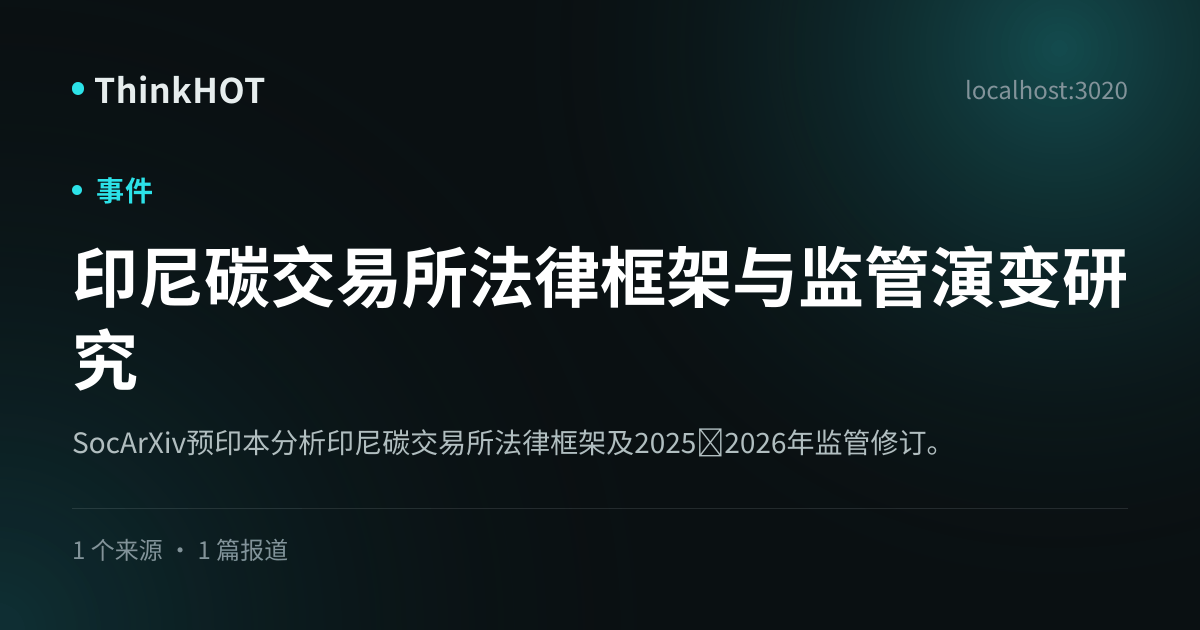 ThinkHOT
localhost:3020
事件
印尼碳交易所法律框架与监管演变研
究
SocArXiv预印本分析印尼碳交易所法律框架及2025☒2026年监管修订。
1 个来源 · 1 篇报道